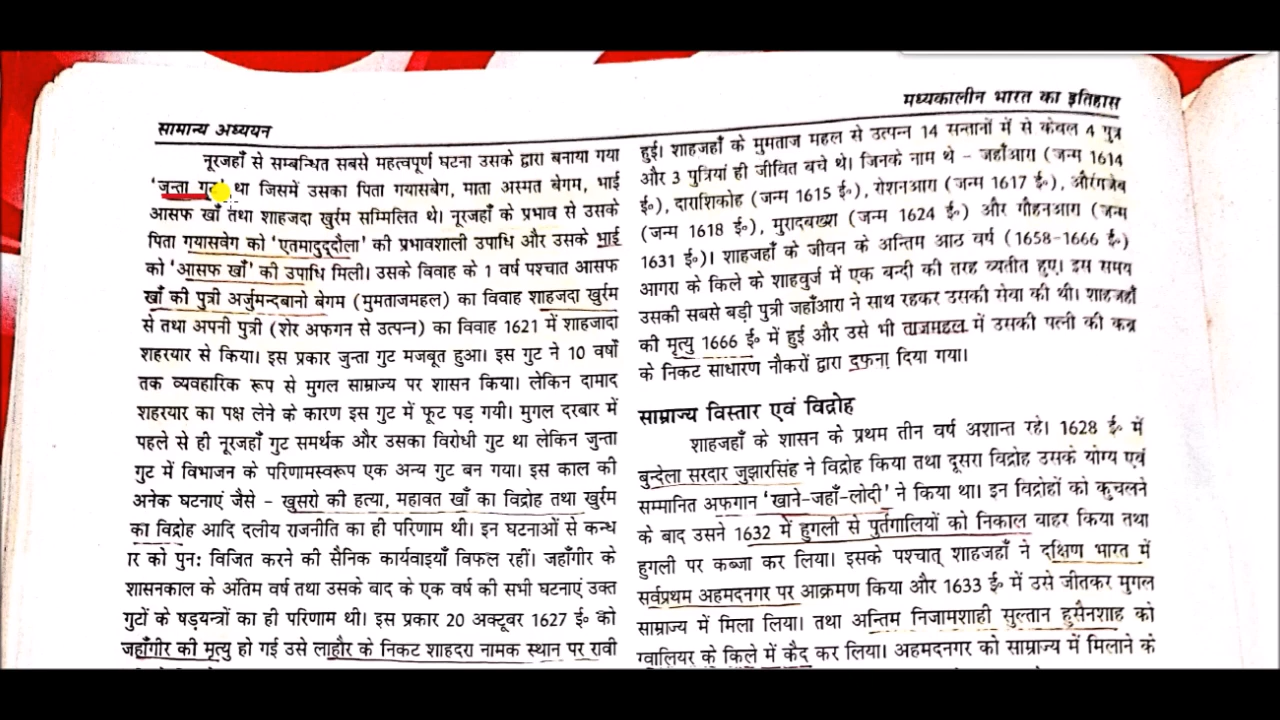 सामान्य अध्ययन
मध्यकालीन भारत का इतिहास
नूरजहाँ से सम्बन्धित सबसे महत्वपूर्ण घटना उसके द्वारा बनाया गया
'जुन्ता था जिसमें उसका पिता गयासबेग, माता अस्मत बेगम, भाई
आसफ खाँ तथा शाहजदा खुर्रम सम्मिलित थे। नूरजहाँ के प्रभाव से उसके
पिता गयासवेग को 'एतमादुद्दौला' की प्रभावशाली उपाधि और उसके भाई
को 'आसफ खाँ' की उपाधि मिली। उसके विवाह के 1 वर्ष पश्चात आसफ
खाँ की पुत्री अर्जुमन्दबानो बेगम (मुमताजमहल) का विवाह शाहजदा खुर्रम
से तथा अपनी पुत्री (शेर अफगन से उत्पन्न) का विवाह 1621 में शाहजादा
शहरयार से किया। इस प्रकार जुन्ता गुट मजबूत हुआ। इस गुट ने 10 वर्षों
तक व्यवहारिक रूप से मुगल साम्राज्य पर शासन किया। लेकिन दामाद
शहरयार का पक्ष लेने के कारण इस गुट में फूट पड़ गयी। मुगल दरबार में
पहले से ही नूरजहाँ गुट समर्थक और उसका विरोधी गुट था लेकिन जुन्ता
गुट में विभाजन के परिणामस्वरूप एक अन्य गुट बन गया। इस काल की
अनेक घटनाएं जैसे - खुसरो की हत्या, महावत खाँ का विद्रोह तथा खुर्रम
का विद्रोह आदि दलीय राजनीति का ही परिणाम थी। इन घटनाओं से कन्ध
ार को पुन: विजित करने की सैनिक कार्यवाइयाँ विफल रहीं। जहाँगीर के
शासनकाल के अंतिम वर्ष तथा उसके बाद के एक वर्ष की सभी घटनाएं उक्त
गुटों के षड़यन्त्रों का ही परिणाम थी। इस प्रकार 20 अक्टूबर 1627 ई० को
जहाँगीर की मृत्यु हो गई उसे लाहौर के निकट शाहदरा नामक स्थान पर रावी
हुई। शाहजहाँ के मुमताज महल से उत्पन्न 14 सन्तानों में से केवल 4 पुत्र
और 3 पुत्रियां ही जीवित बचे थे। जिनके नाम थे - जहाँआरा (जन्म 1614
ई०), दाराशिकोह (जन्म 1615 ई०), रोशनआरा (जन्म 1617 ई०), औरंगजेब
(जन्म 1618 ई०), मुरादबख्श (जन्म 1624 ई०) और गौहनआरा (जन्म
1631 ई०)। शाहजहाँ के जीवन के अन्तिम आठ वर्ष (1658-1666 ई०)
आगरा के किले के शाहवुर्ज में एक बन्दी की तरह व्यतीत हुए। इस समय
उसकी सबसे बड़ी पुत्री जहाँआरा ने साथ रहकर उसकी सेवा की थी। शाहजहाँ
की मृत्यु 1666 ई० में हुई और उसे भी ताजमहल में उसकी पत्नी की कब्र
के निकट साधारण नौकरों द्वारा दफना दिया गया।
साम्राज्य विस्तार एवं विद्रोह
शाहजहाँ के शासन के प्रथम तीन वर्ष अशान्त रहे। 1628 ई० में
बुन्देला सरदार जुझारसिंह ने विद्रोह किया तथा दूसरा विद्रोह उसके योग्य एवं
सम्मानित अफगान 'खाने-जहाँ-लोदी' ने किया था। इन विद्रोहों को कुचलने
के बाद उसने 1632 में हुगली से पुर्तगालियों को निकाल बाहर किया तथा
हुगली पर कब्जा कर लिया। इसके पश्चात् शाहजहाँ ने दक्षिण भारत में
सर्वप्रथम अहमदनगर पर आक्रमण किया और 1633 ई० में उसे जीतकर मुगल
साम्राज्य में मिला लिया। तथा अन्तिम निजामशाही सुल्तान हुसैनशाह को
ग्वालियर के किले में कैद कर लिया। अहमदनगर को साम्राज्य में मिलाने के